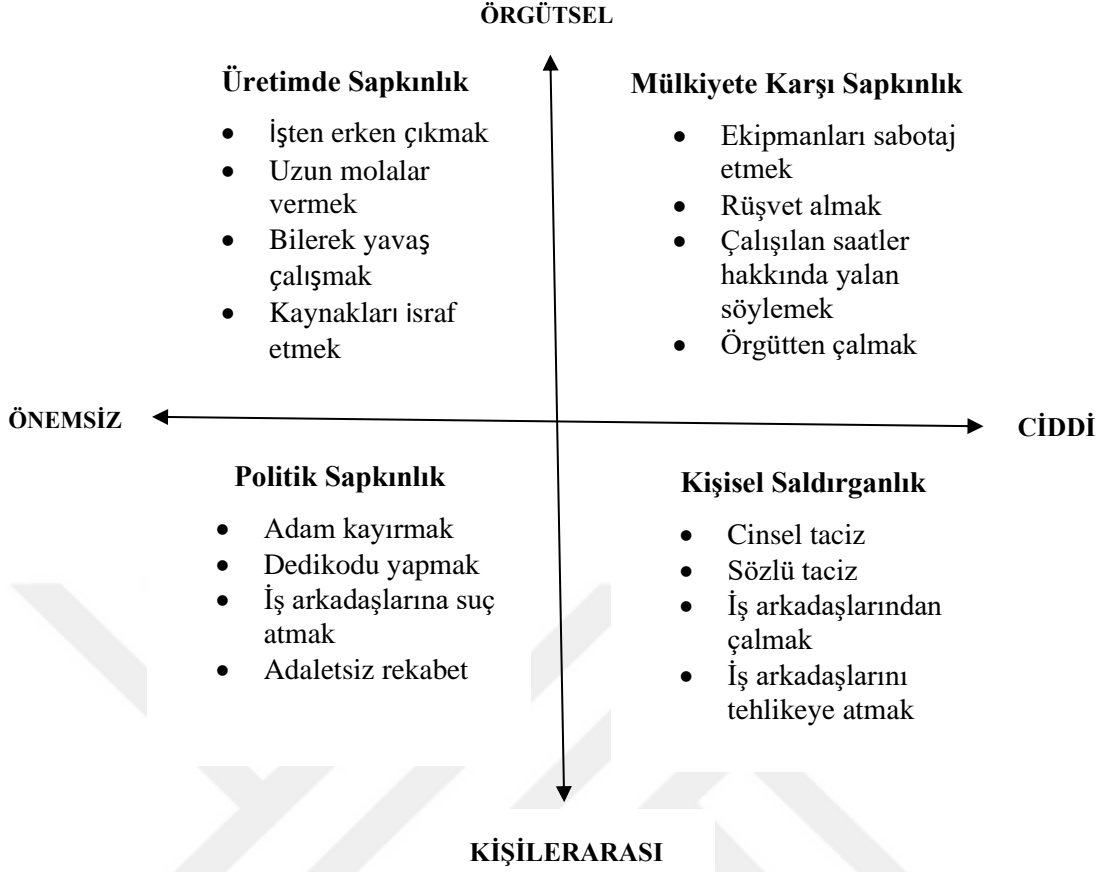 ÖRGÜTSEL
Üretimde Sapkınlık
• İşten erken çıkmak
• Uzun molalar
vermek
• Bilerek yavaş
çalışmak
• Kaynakları israf
etmek
Mülkiyete Karşı Sapkınlık
• Ekipmanları sabotaj
etmek
• Rüşvet almak
• Çalışılan saatler
hakkında yalan
söylemek
• Örgütten çalmak
ÖNEMSİZ
CİDDİ
Politik Sapkınlık
• Adam kayırmak
• Dedikodu yapmak
• İş arkadaşlarına suç
atmak
• Adaletsiz rekabet
Kişisel Saldırganlık
• Cinsel taciz
• Sözlü taciz
• İş arkadaşlarından
çalmak
• İş arkadaşlarını
tehlikeye atmak
KİŞİLERARASI